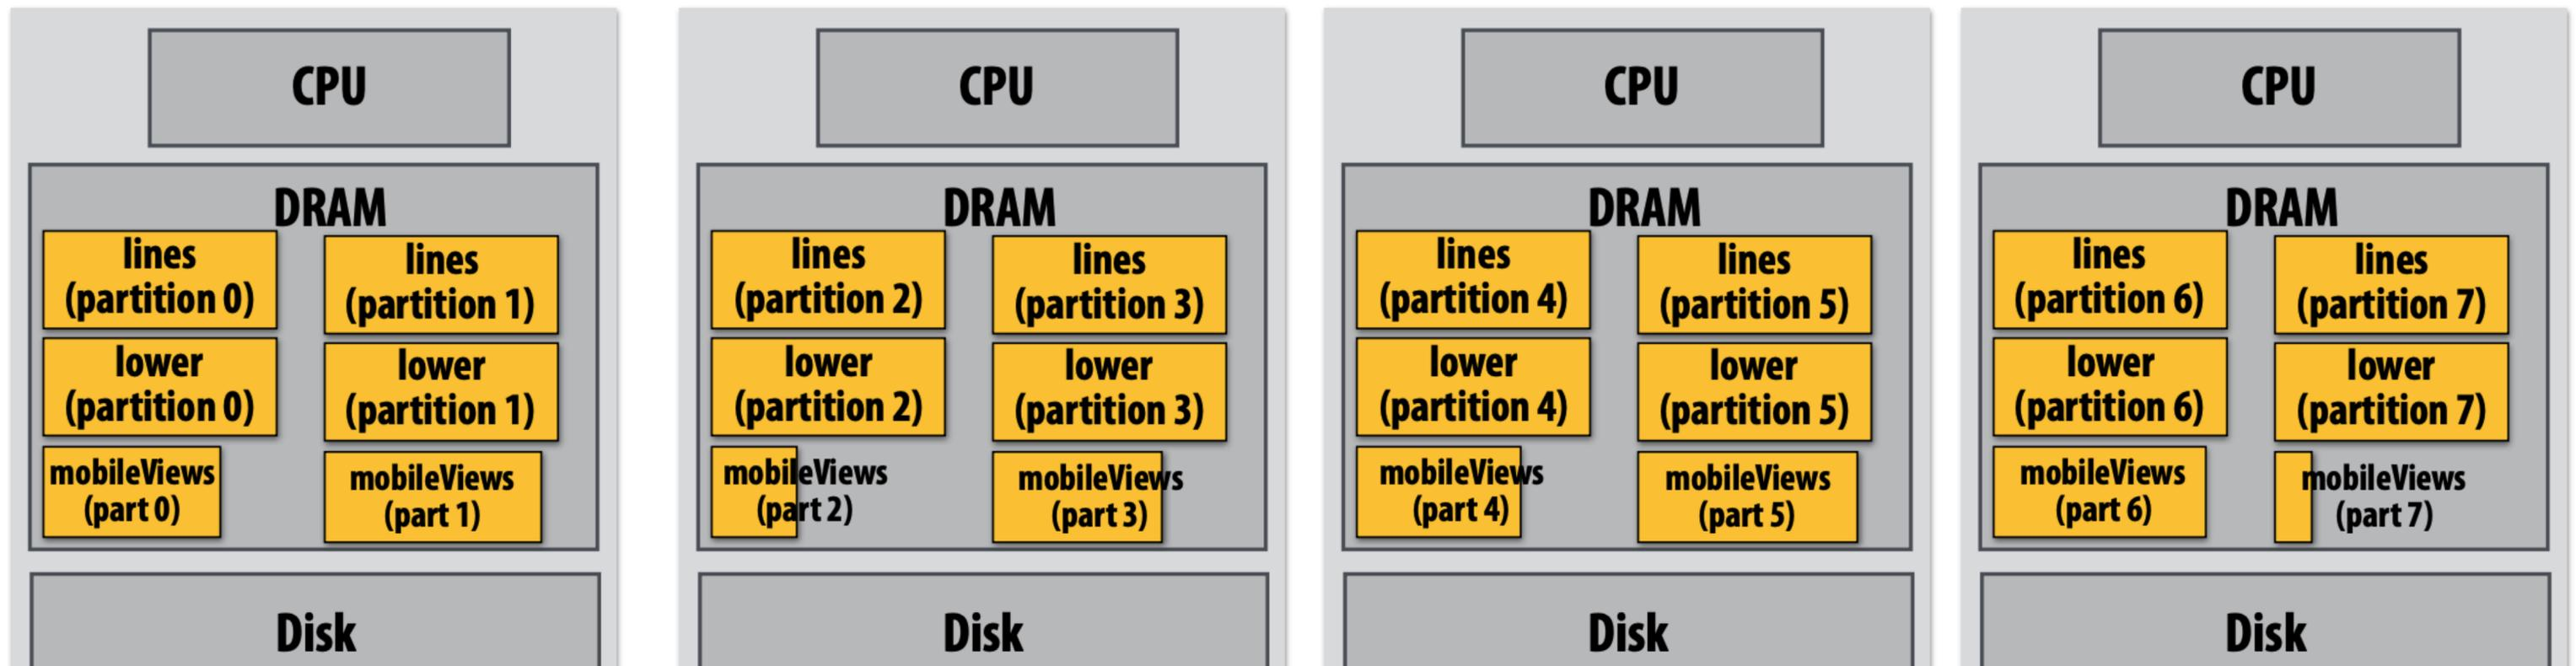 CPU
DRAM
lines
(partition 0)
lines
(partition 1)
lower
(partition 0)
lower
(partition 1)
mobileViews
(part 0)
mobileViews
(part 1)
Disk
CPU
DRAM
lines
(partition 2)
lines
(partition 3)
lower
(partition 2)
lower
(partition 3)
mobileViews
(part 2)
mobileViews
(part 3)
Disk
CPU
DRAM
lines
(partition 4)
lines
(partition 5)
lower
(partition 4)
lower
(partition 5)
mobileViews
(part 4)
mobileViews
(part 5)
Disk
CPU
DRAM
lines
(partition 6)
lines
(partition 7)
lower
(partition 6)
lower
(partition 7)
mobileViews
(part 6)
mobileViews
(part 7)
Disk